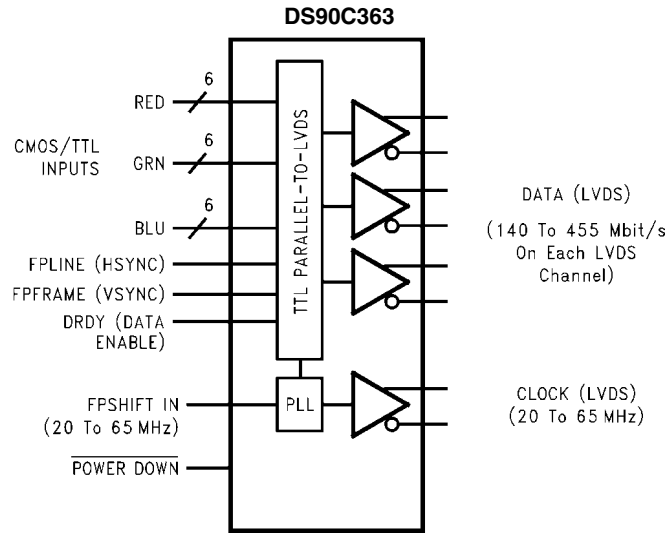 DS90C363
6
RED
CMOS/TTL
INPUTS
6
GRN
6
BLU
FPLINE (HSYNC)
FPFRAME (VSYNC)
DRDY (DATA
ENABLE)
FPSHIFT IN
(20 To 65 MHz)
POWER DOWN
TTL PARALLEL-TO-LVDS
PLL
DATA (LVDS)
(140 To 455 Mbit/s
On Each LVDS
Channel)
CLOCK (LVDS)
(20 To 65 MHz)